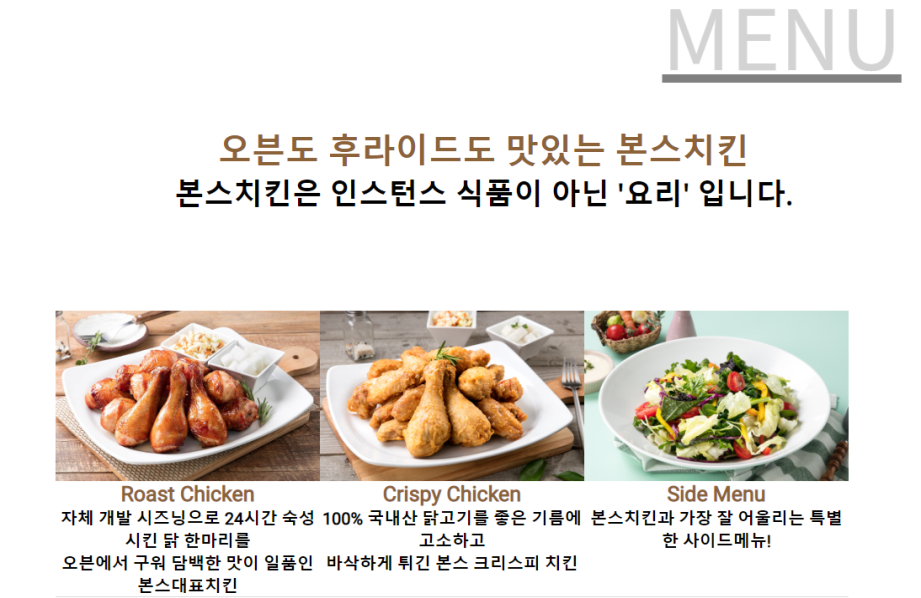 MENU
오븐도 후라이드도 맛있는 본스치킨
본스치킨은 인스턴스 식품이 아닌 '요리' 입니다.
Roast Chicken
자체 개발 시즈닝으로 24시간 숙성
시킨 닭 한마리를
오븐에서 구워 담백한 맛이 일품인
본스대표치킨
Crispy Chicken
100% 국내산 닭고기를 좋은 기름에
고소하고
바삭하게 튀긴 본스 크리스피 치킨
Side Menu
본스치킨과 가장 잘 어울리는 특별
한 사이드메뉴!